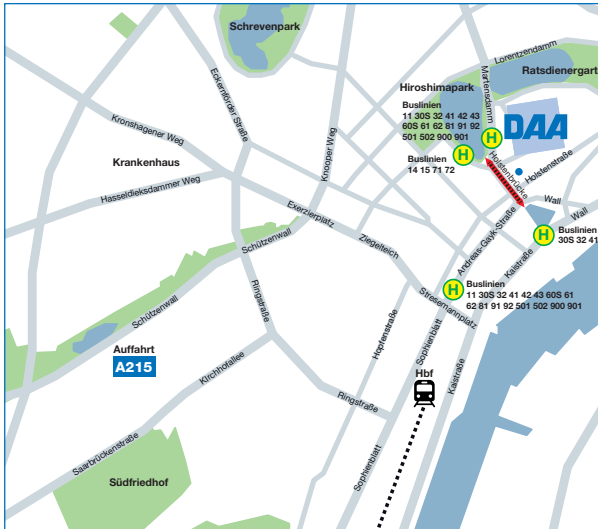 Schrevenpark
Lorentzendamm
Ratsdienergart
Hiroshimapark
Martensdamm
Eckernförder Straße
Kronshagener Weg
Knooper Weg
Buslinien
11 30S 32 41 42 43
60S 61 62 81 91 92
501 502 900 901
H
DAA
H
Buslinien
14 15 71 72
Holstenbrücke
Holstenstraße
Krankenhaus
Hasseldieksdammer Weg
Exerzierplatz
Wall
Wall
Ziegelteich
Andreas-Gayk-Straße
Kaistraße
H
Buslinien
30S 32 41
Schützenwall
Schützenwall
Ringstraße
H
Buslinien
11 30S 32 41 42 43 60S 61
62 81 91 92 501 502 900 901
Stresemannplatz
Hopfenstraße
Sophienblatt
Auffahrt
A215
Kirchhofallee
Hbf
Kaistraße
Ringstraße
Saarbrückenstraße
Sophienblatt
Südfriedhof